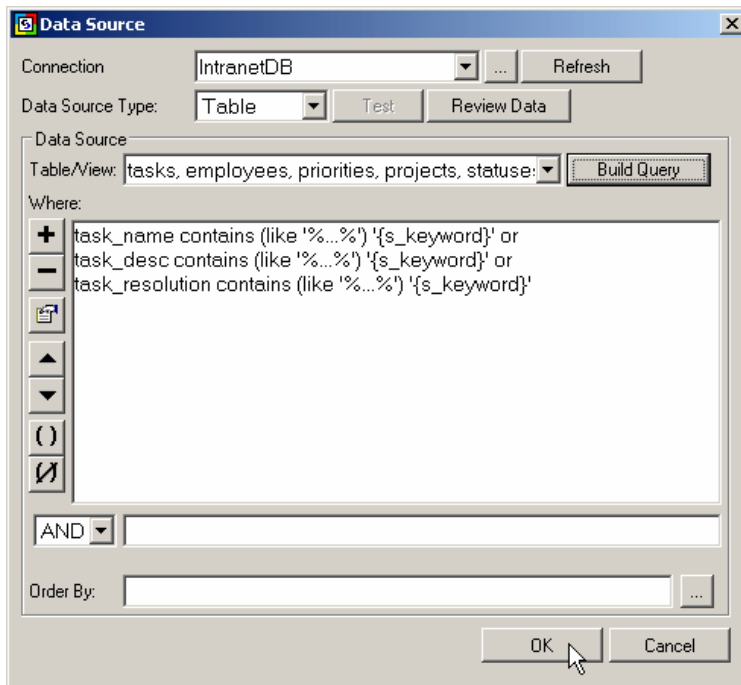 Data Source
Connection IntranetDB ... Refresh
Data Source Type: Table Test Review Data
Data Source
Table/View: tasks, employees, priorities, projects, statuse: Build Query
Where:
task_name contains (like '%...%') '{s_keyword}' or
task_desc contains (like '%...%') '{s_keyword}' or
task_resolution contains (like '%...%') '{s_keyword}'
()
AND
Order By: ...
OK Cancel